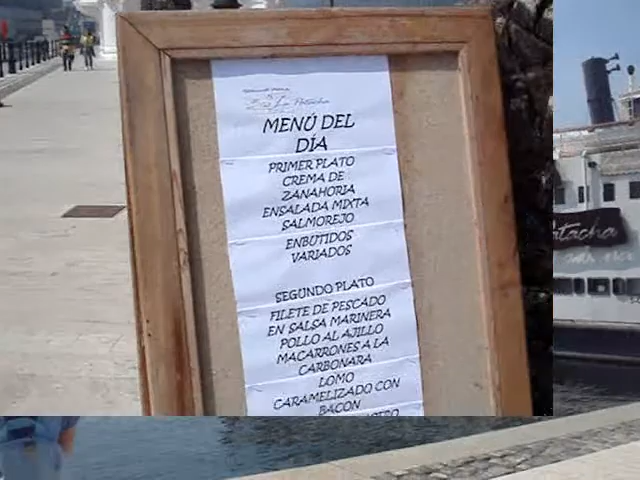 MENÚ DEL
DÍA
PRIMER PLATO
CREMA DE
ZANAHORIA
ENSALADA MIXTA
SALMOREJO
ENBUTIDOS
VARIADOS
SEGUNDO PLATO
FILETE DE PESCADO
EN SALSA MARINERA
POLLO AL AJILLO
MACARRONES A LA
CARBONARA
LOMO
CARAMELIZADO CON
BACON